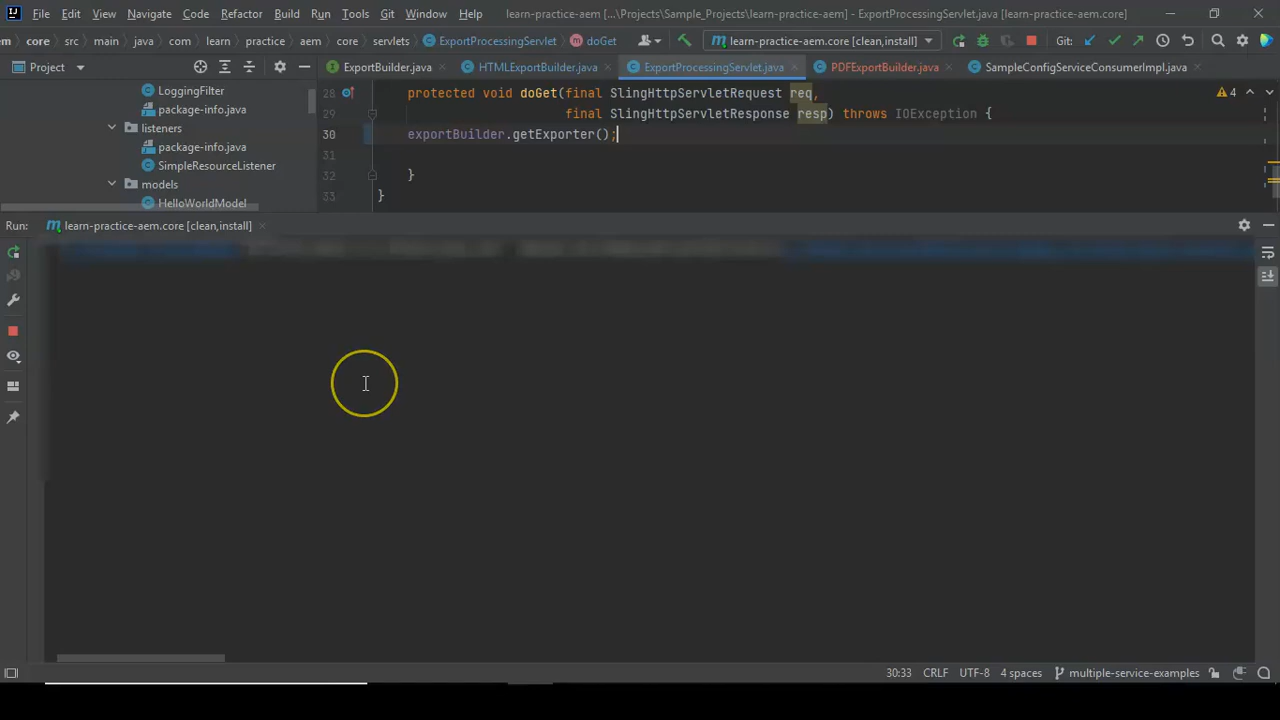 File Edit View Navigate Code Refactor Build Run Tools Git Window Help learn-practice-aem [...\Projects\Sample_Projects\learn-practice-aem] - ExportProcessingServlet.java [learn-practice-aem.core]
em core src main java com learn practice aem core servlets ExportProcessingServlet doGet learn-practice-aem.core [clean,install] Git:
Project ExportBuilder.java HTMLExportBuilder.java ExportProcessingServlet.java PDFExportBuilder.java SampleConfigServiceConsumerImpl.java
LoggingFilter
package-info.java
listeners
package-info.java
SimpleResourceListener
models
HelloWorldModel
28 protected void doGet(final SlingHttpServletRequest req,
29 final SlingHttpServletResponse resp) throws IOException {
30 exportBuilder.getExporter();
31
32 }
33 }
4
Run: learn-practice-aem.core [clean,install]
30:33 CRLF UTF-8 4 spaces multiple-service-examples